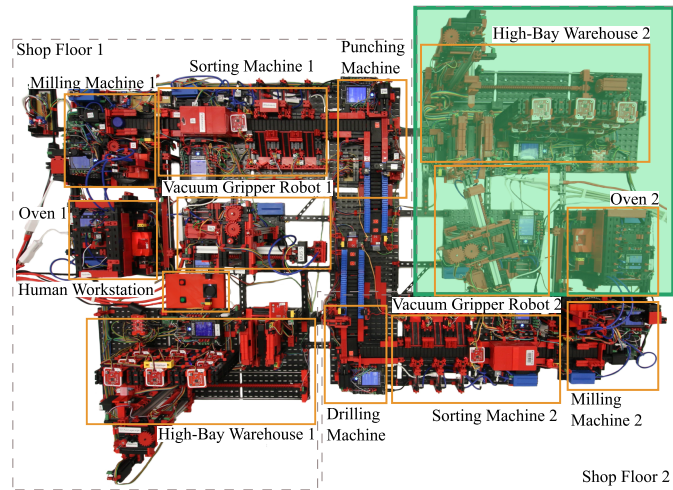 Shop Floor 1
Milling Machine 1
Sorting Machine 1
Punching
Machine
High-Bay Warehouse 2
Oven 1
Vacuum Gripper Robot 1
Oven 2
Human Workstation
Vacuum Gripper Robot 2
High-Bay Warehouse 1
Drilling
Machine
Sorting Machine 2
Milling
Machine 2
Shop Floor 2